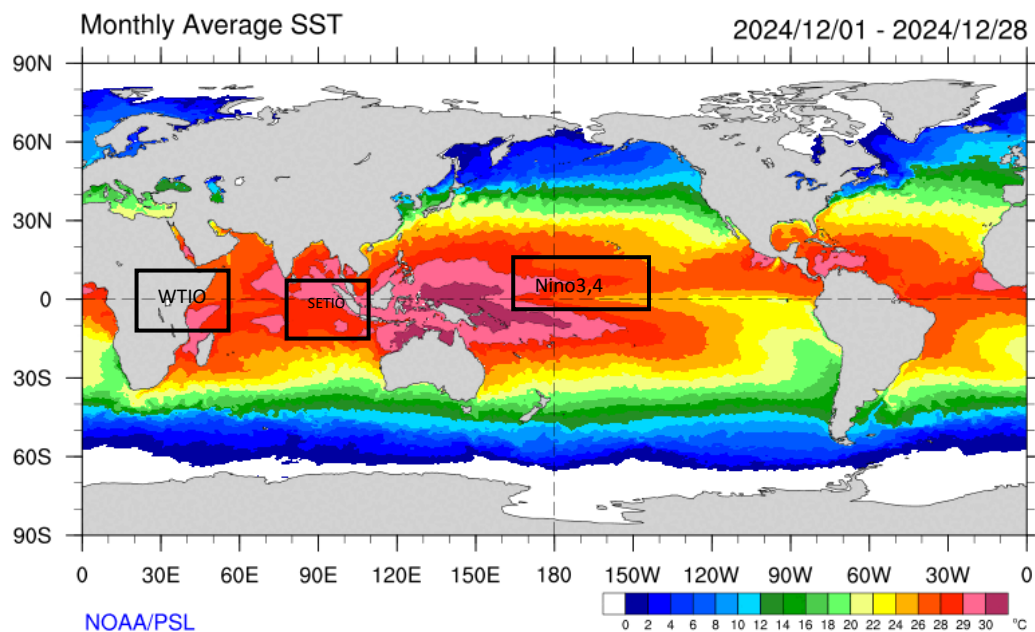 Monthly Average SST 2024/12/01 - 2024/12/28
90N
60N
30N
WTIO SETIO Nino3,4
0
30S
60S
90S
0 30E 60E 90E 120E 150E 180 150W 120W 90W 60W 30W 0
NOAA/PSL
0 2 4 6 8 10 12 14 16 18 20 22 24 26 28 29 30 °C